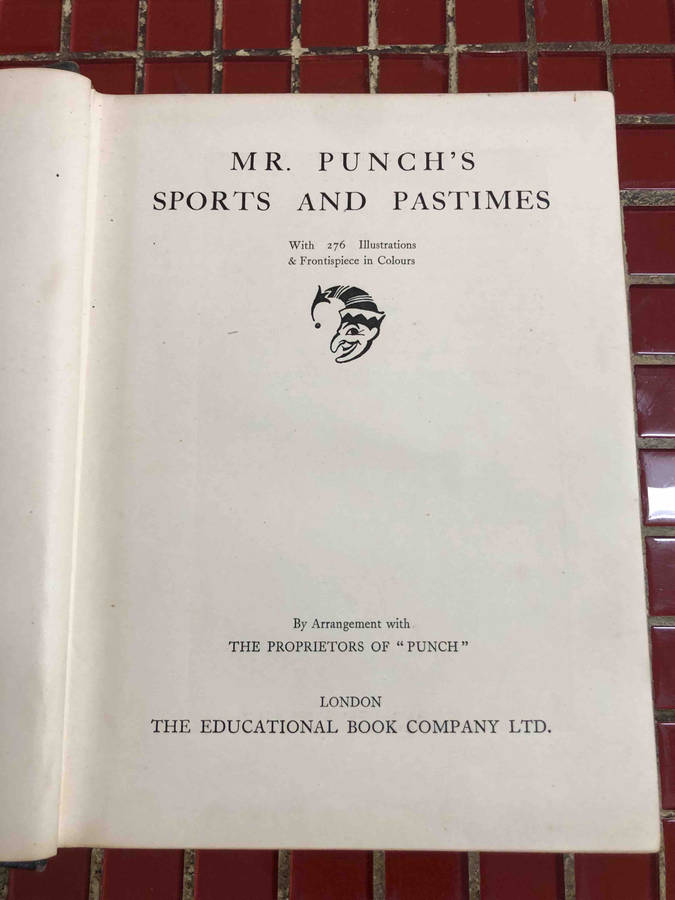 MR. PUNCH'S
SPORTS AND PASTIMES
With 276 Illustrations
& Frontispiece in Colours
By Arrangement with
THE PROPRIETORS OF "PUNCH"
LONDON
THE EDUCATIONAL BOOK COMPANY LTD.